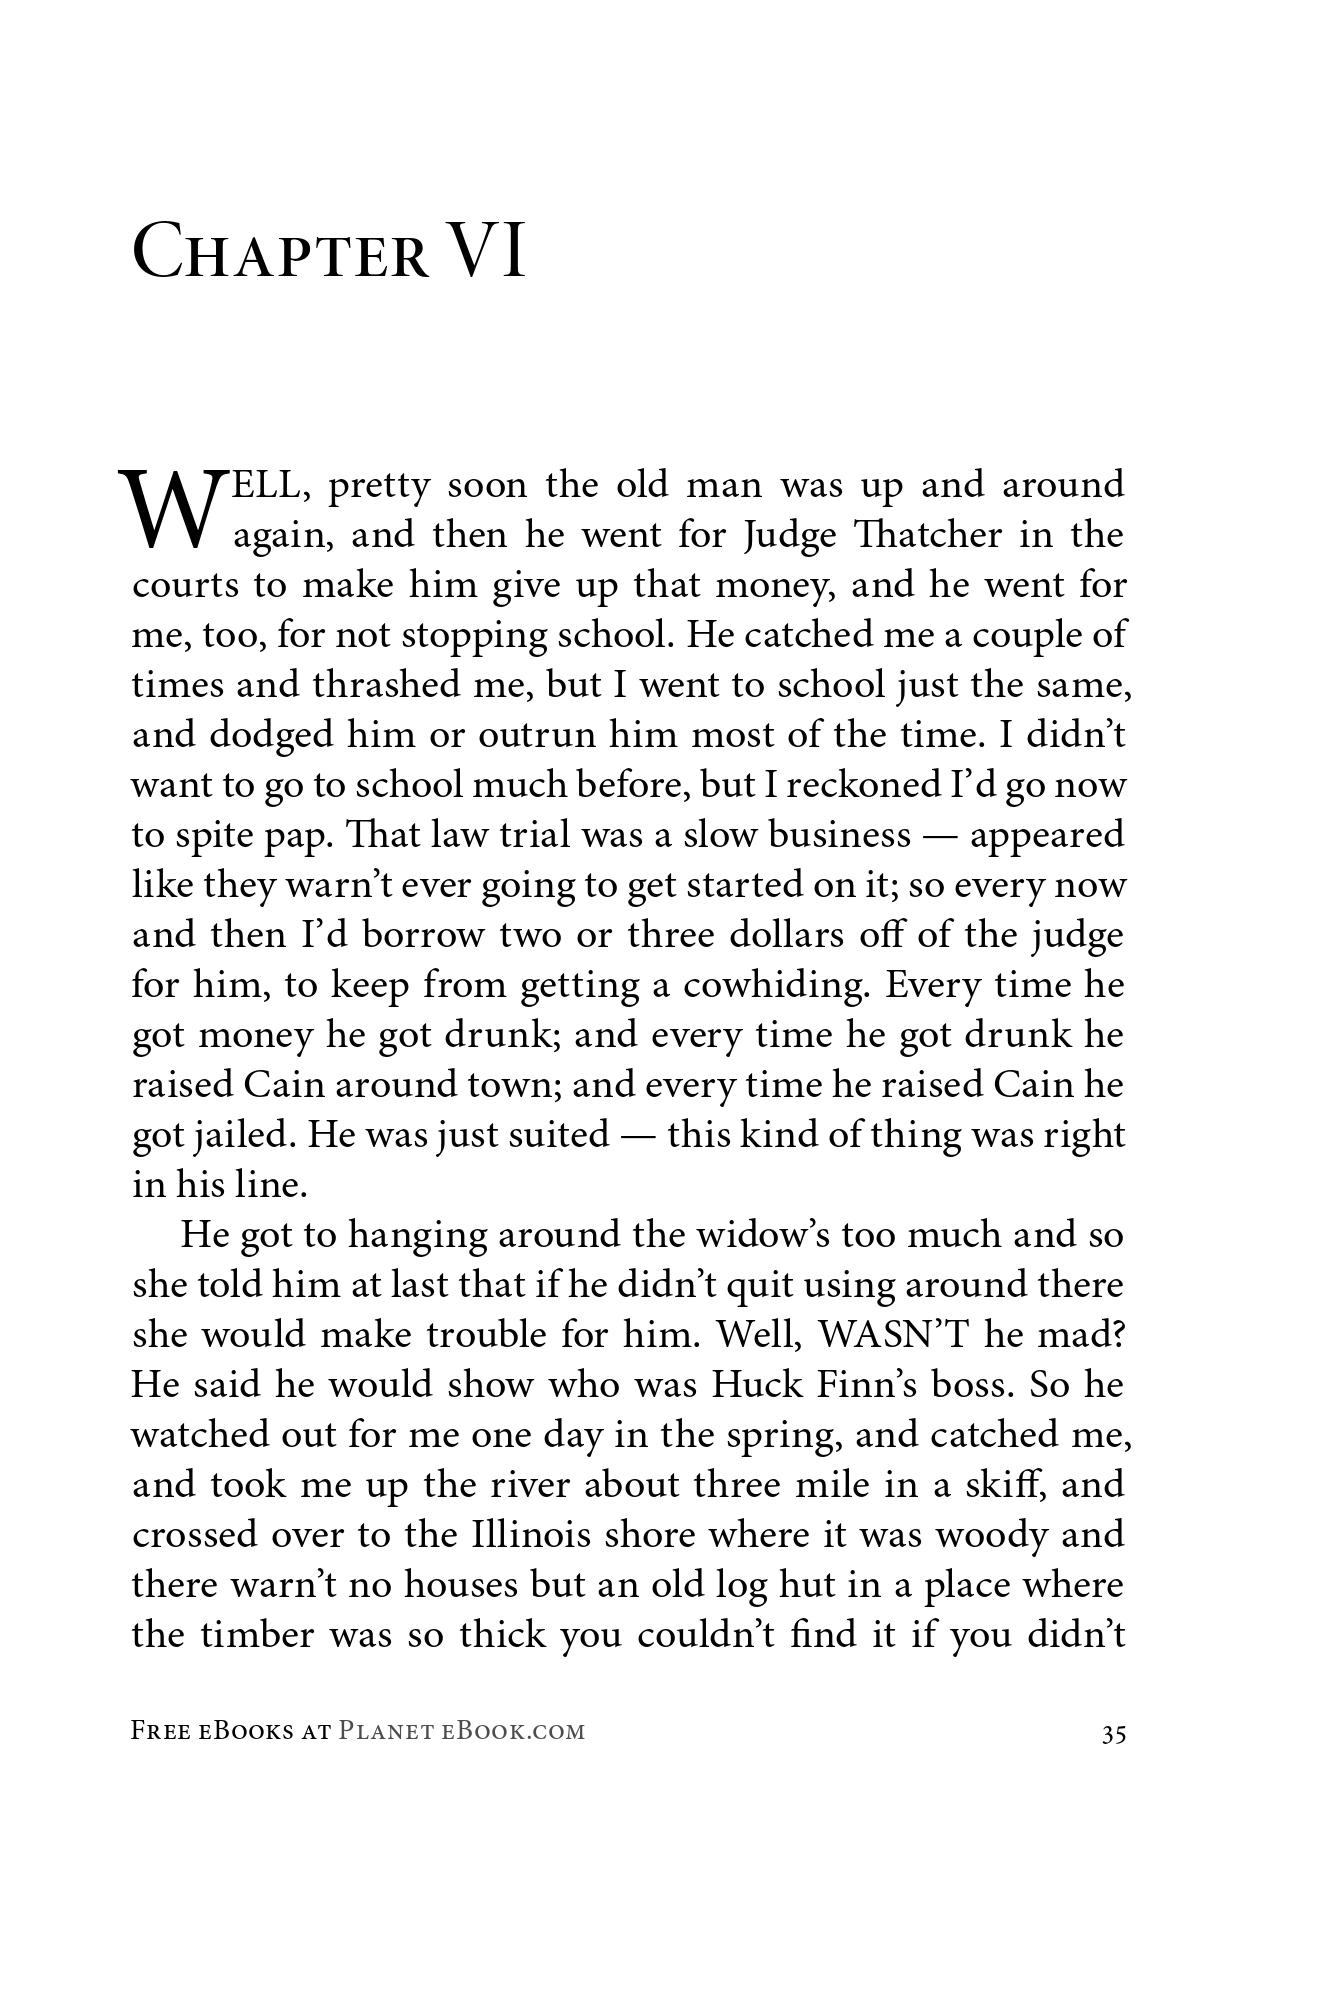 Chapter VI
WELL, pretty soon the old man was up and around
again, and then he went for Judge Thatcher in the
courts to make him give up that money, and he went for
me, too, for not stopping school. He catched me a couple of
times and thrashed me, but I went to school just the same,
and dodged him or outrun him most of the time. I didn’t
want to go to school much before, but I reckoned I’d go now
to spite pap. That law trial was a slow business — appeared
like they warn’t ever going to get started on it; so every now
and then I’d borrow two or three dollars off of the judge
for him, to keep from getting a cowhiding. Every time he
got money he got drunk; and every time he got drunk he
raised Cain around town; and every time he raised Cain he
got jailed. He was just suited — this kind of thing was right
in his line.
He got to hanging around the widow’s too much and so
she told him at last that if he didn’t quit using around there
she would make trouble for him. Well, WASN’T he mad?
He said he would show who was Huck Finn’s boss. So he
watched out for me one day in the spring, and catched me,
and took me up the river about three mile in a skiff, and
crossed over to the Illinois shore where it was woody and
there warn’t no houses but an old log hut in a place where
the timber was so thick you couldn’t find it if you didn’t
Free eBooks at Planet eBook.com 35